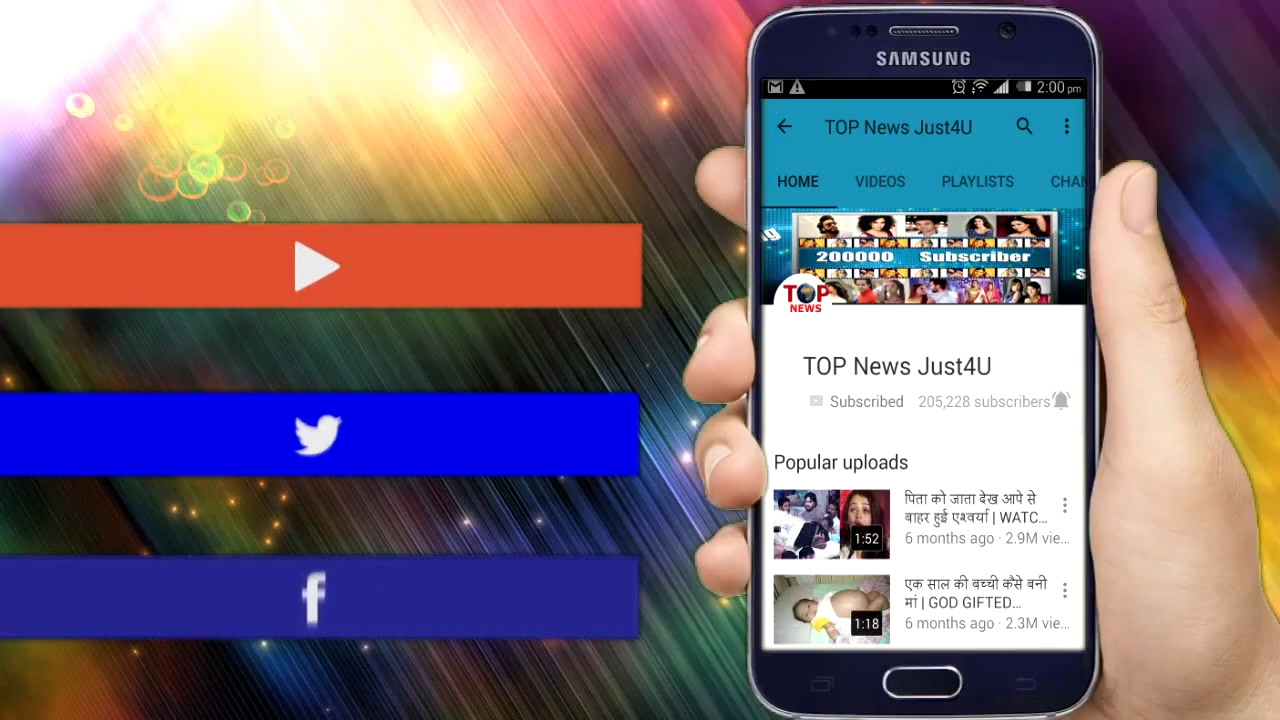 SAMSUNG
2:00 pm
TOP News Just4U
HOME VIDEOS PLAYLISTS CHAN
200000 Subscriber
TOP
NEWS
TOP News Just4U
Subscribed 205,228 subscribers
Popular uploads
पिता को जाता देख आपे से
बाहर हुई एश्वर्या | WATC...
6 months ago · 2.9M vie...
1:52
एक साल की बच्ची कैसे बनी
मां | GOD GIFTED...
6 months ago · 2.3M vie...
1:18